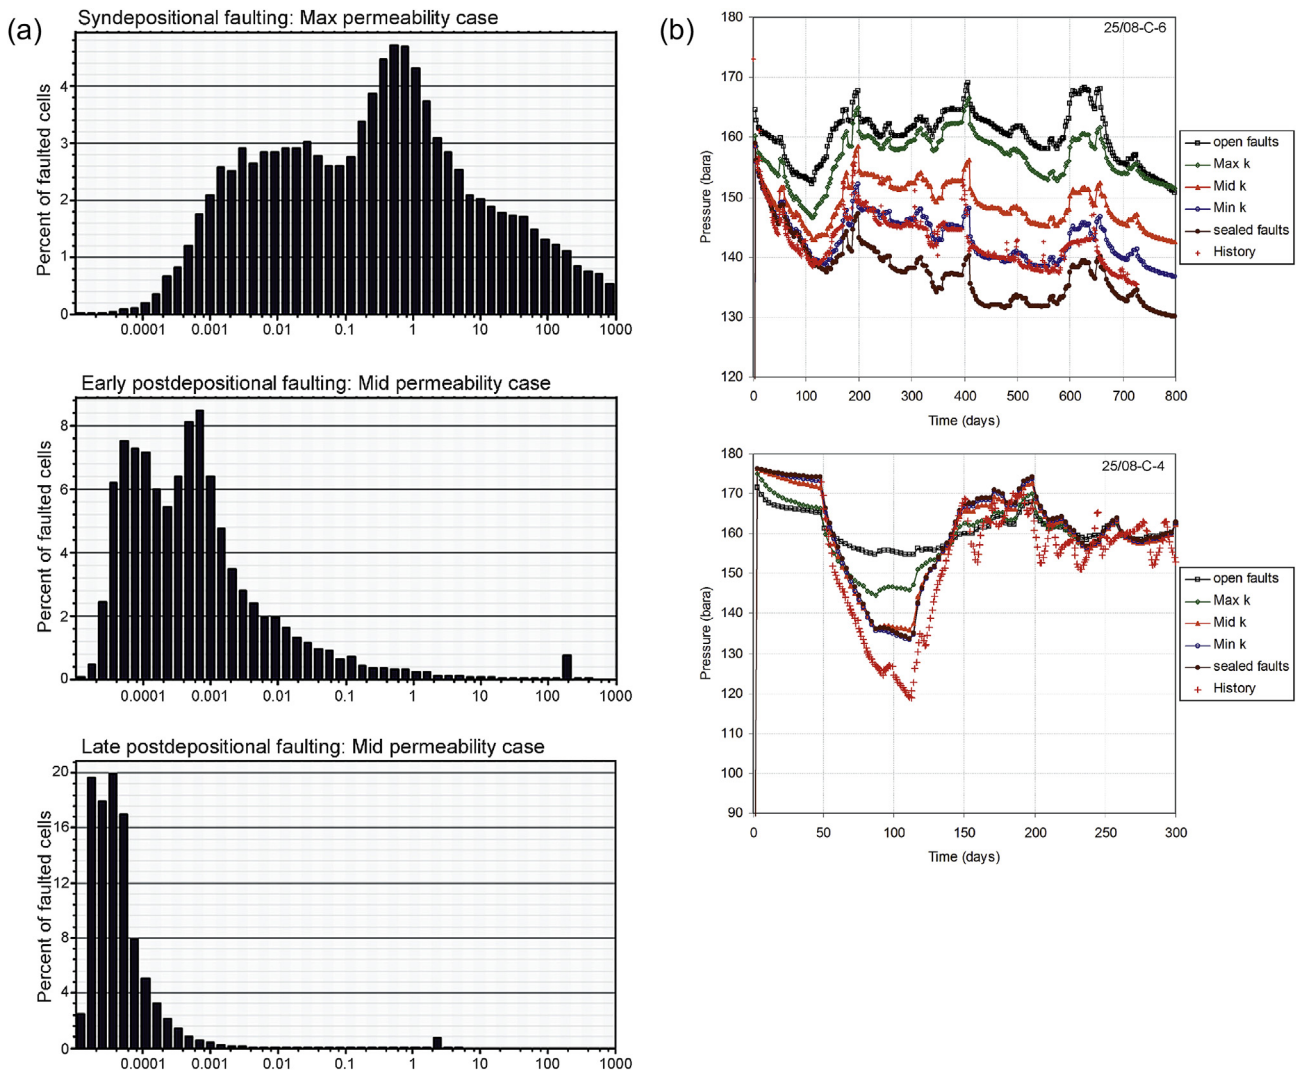 (a)
Syndepositional faulting: Max permeability case
Percent of faulted cells
4
3
2
1
0
0.0001 0.001 0.01 0.1 1 10 100 1000
Early postdepositional faulting: Mid permeability case
Percent of faulted cells
8
6
4
2
0
0.0001 0.001 0.01 0.1 1 10 100 1000
Late postdepositional faulting: Mid permeability case
Percent of faulted cells
20
16
12
8
4
0
0.0001 0.001 0.01 0.1 1 10 100 1000
(b)
25/08-C-6
Pressure (bara)
180
170
160
150
140
130
120
0 100 200 300 400 500 600 700 800
Time (days)
open faults
Max k
Mid k
Min k
sealed faults
History
25/08-C-4
Pressure (bara)
180
170
160
150
140
130
120
110
100
90
0 50 100 150 200 250 300
Time (days)
open faults
Max k
Mid k
Min k
sealed faults
History